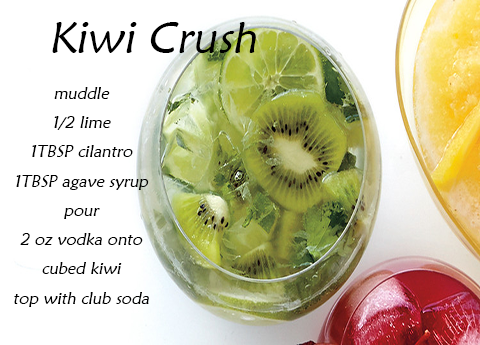 Kiwi Crush
muddle
1/2 lime
1TBSP cilantro
1TBSP agave syrup
pour
2 oz vodka onto
cubed kiwi
top with club soda